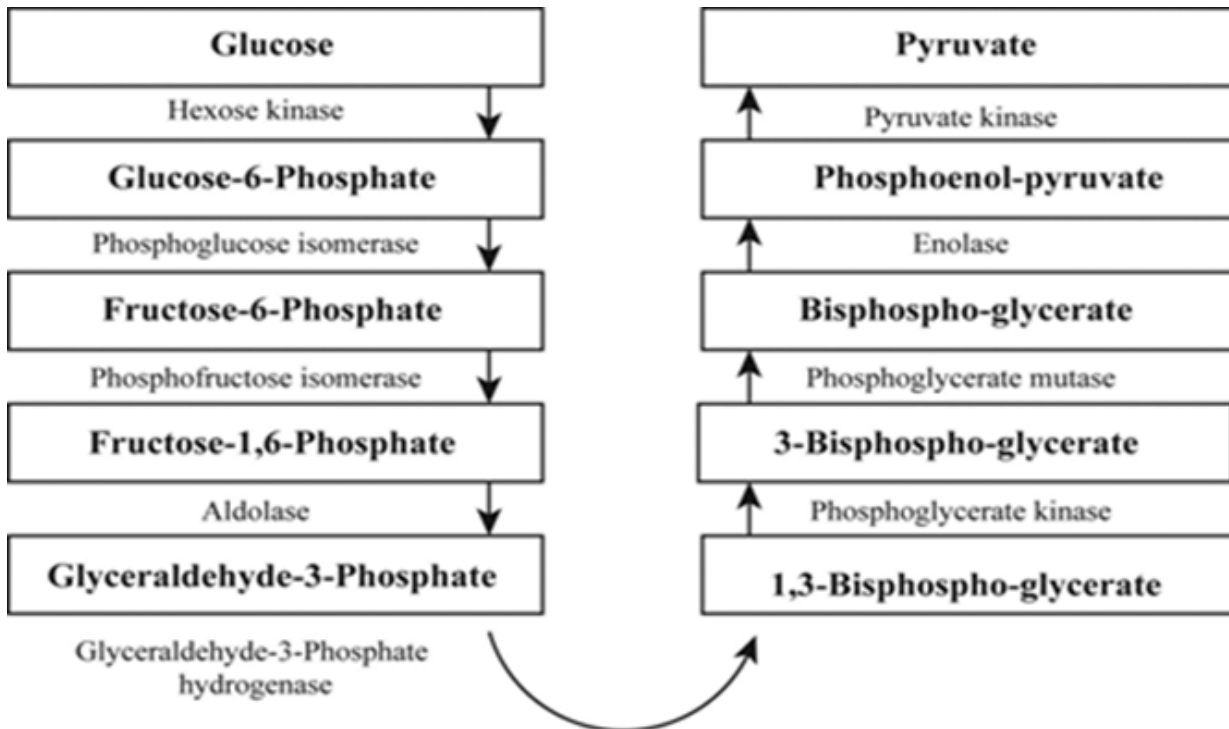 Glucose
Hexose kinase
Glucose-6-Phosphate
Phosphoglucose isomerase
Fructose-6-Phosphate
Phosphofructose isomerase
Fructose-1,6-Phosphate
Aldolase
Glyceraldehyde-3-Phosphate
Glyceraldehyde-3-Phosphate
hydrogenase
Pyruvate
Pyruvate kinase
Phosphoenol-pyruvate
Enolase
Bisphospho-glycerate
Phosphoglycerate mutase
3-Bisphospho-glycerate
Phosphoglycerate kinase
1,3-Bisphospho-glycerate